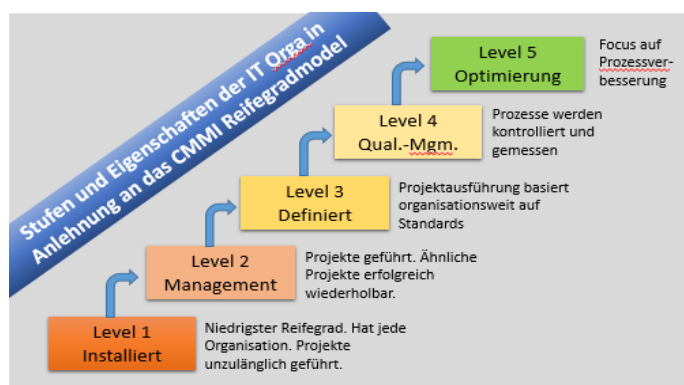 Stufen und Eigenschaften der IT Orga in
Anlehnung an das CMMI Reifegradmodel
Level 5
Optimierung
Focus auf
Prozessver-
besserung
Level 4
Qual.-Mgm.
Prozesse werden
kontrolliert und
gemessen
Level 3
Definiert
Projektausführung basiert
organisationsweit auf
Standards
Level 2
Management
Projekte geführt. Ähnliche
Projekte erfolgreich
wiederholbar.
Level 1
Installiert
Niedrigster Reifegrad. Hat jede
Organisation. Projekte
unzulänglich geführt.